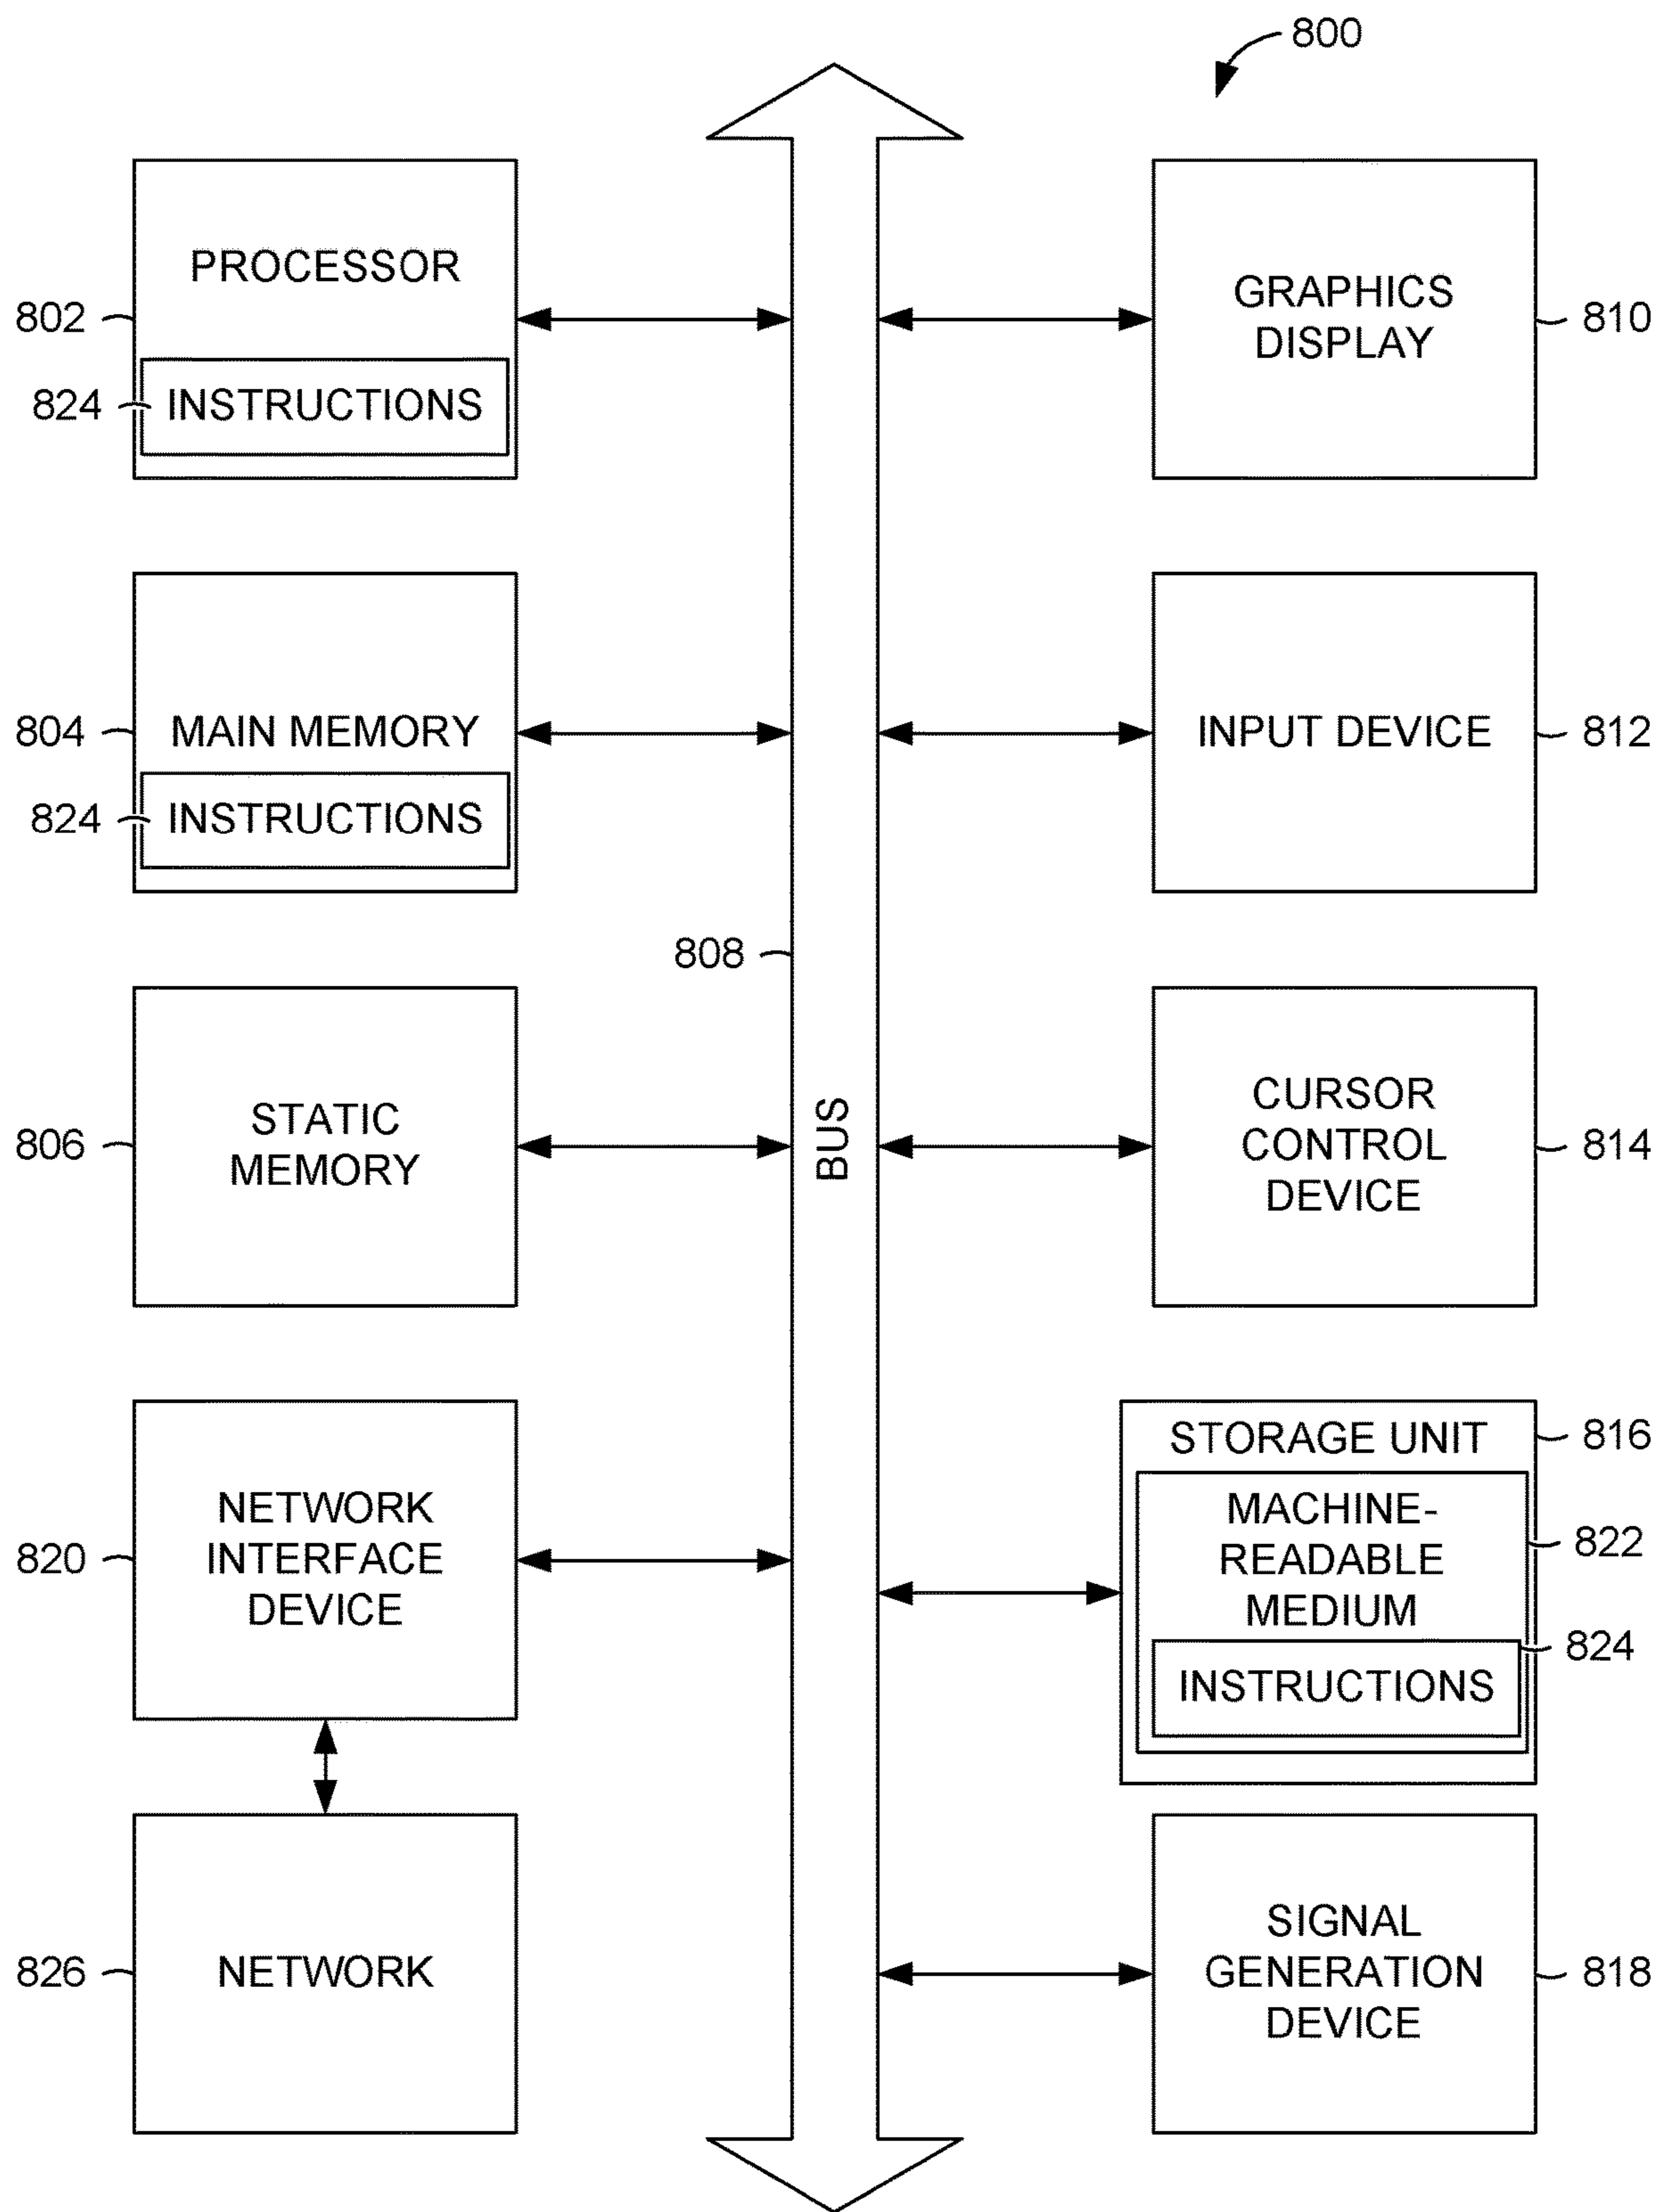 800
PROCESSOR
802
824
INSTRUCTIONS
MAIN MEMORY
804
824
INSTRUCTIONS
808
STATIC
MEMORY
806
NETWORK
INTERFACE
DEVICE
820
NETWORK
826
BUS
GRAPHICS
DISPLAY
810
INPUT DEVICE
812
CURSOR
CONTROL
DEVICE
814
STORAGE UNIT
816
MACHINE-
READABLE
MEDIUM
822
824
INSTRUCTIONS
SIGNAL
GENERATION
DEVICE
818